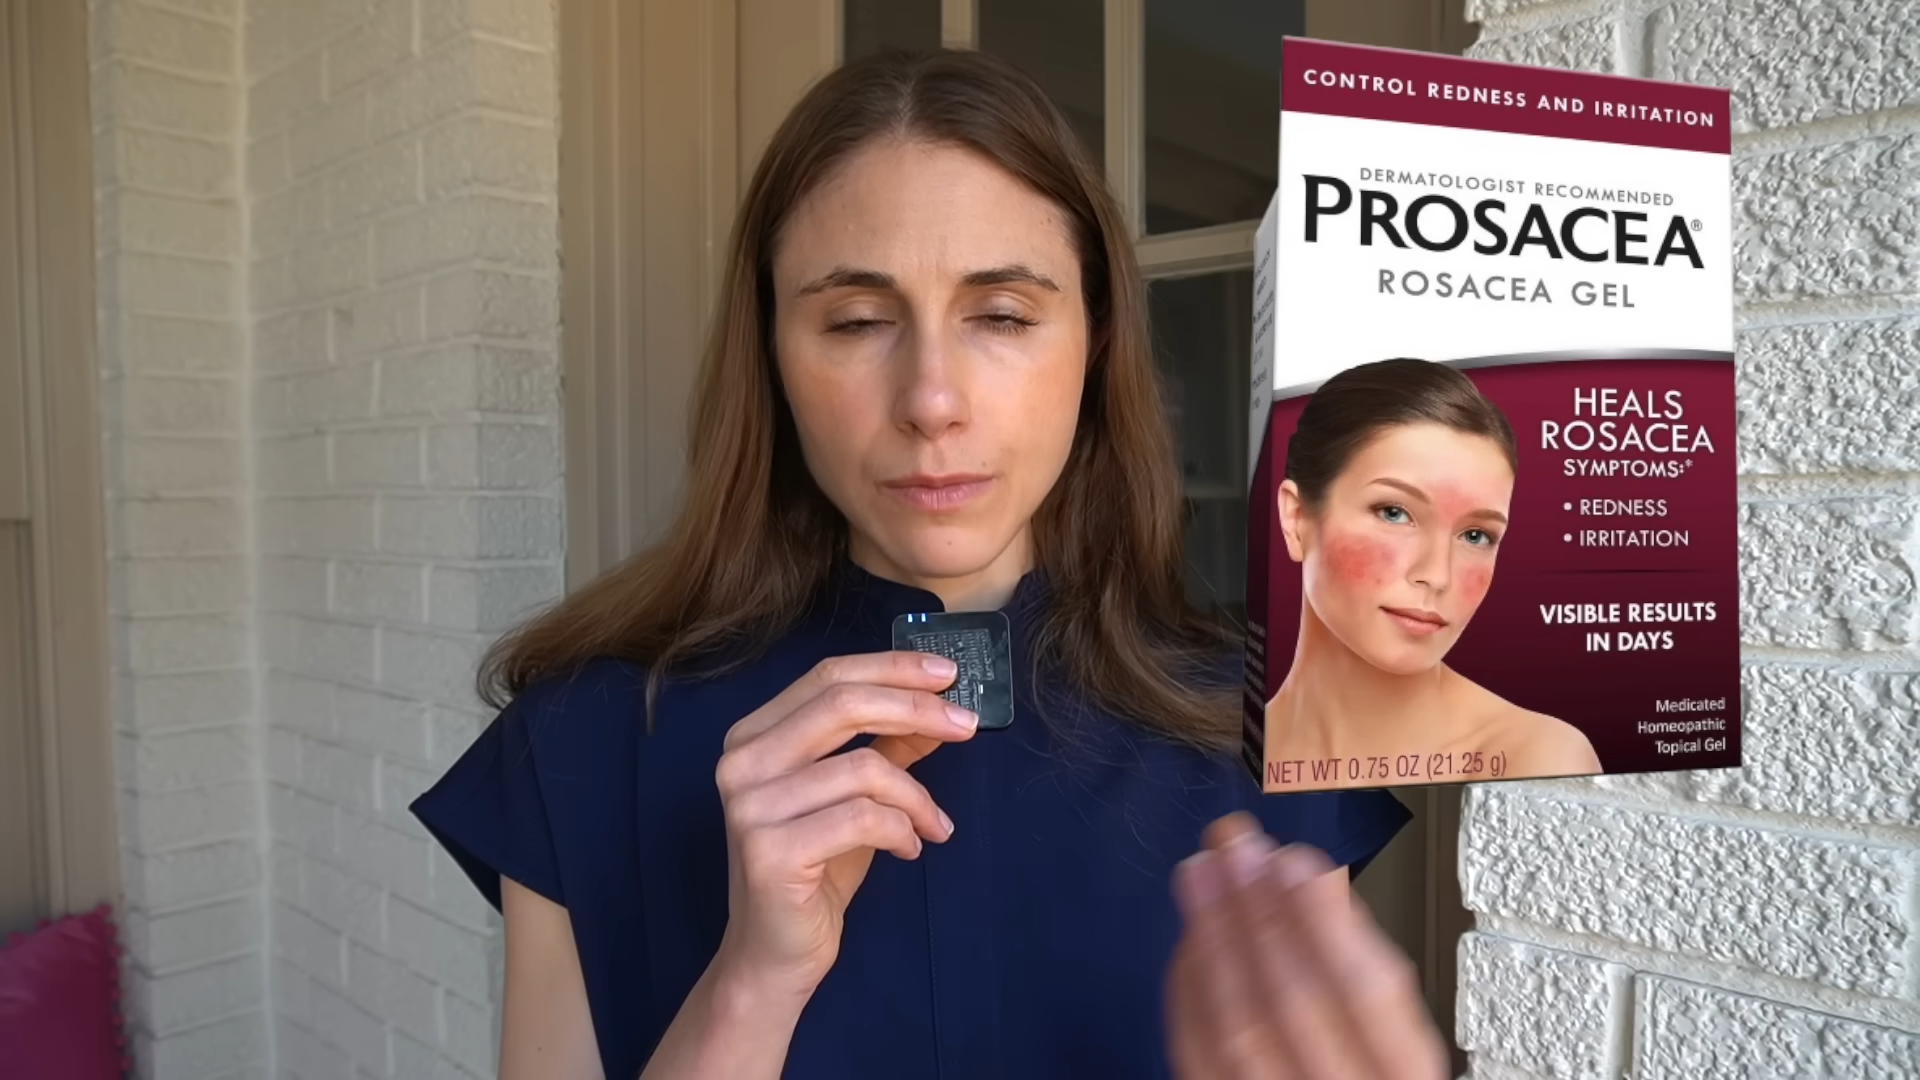 CONTROL REDNESS AND IRRITATION
DERMATOLOGIST RECOMMENDED
PROSACEA®
ROSACEA GEL
HEALS
ROSACEA
SYMPTOMS:*
• REDNESS
• IRRITATION
VISIBLE RESULTS
IN DAYS
Medicated
Homeopathic
Topical Gel
NET WT 0.75 OZ (21.25 g)